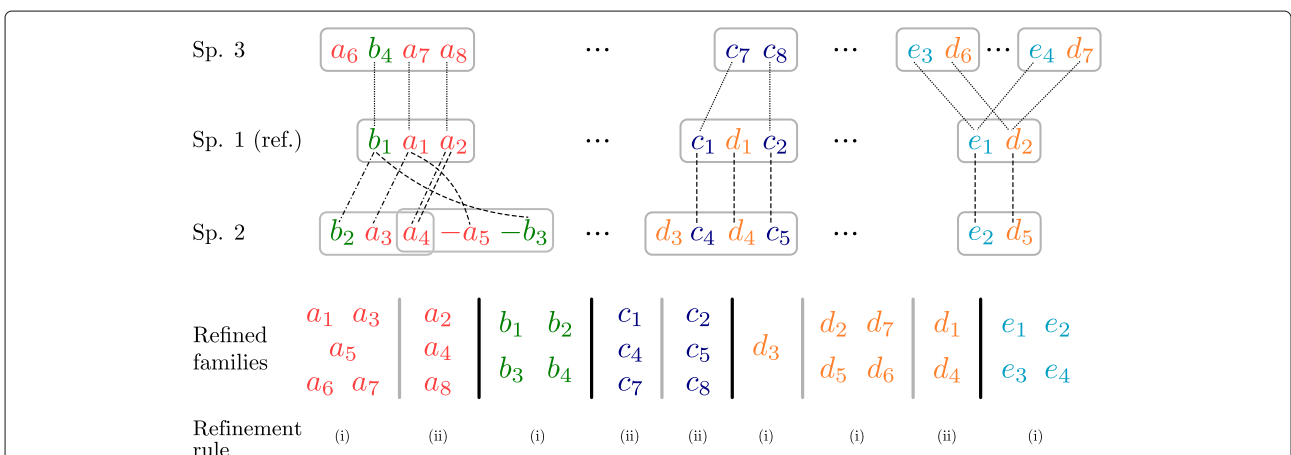 Sp. 3 a6 b4 a7 a8 ··· c7 c8 ··· e3 d6 ··· e4 d7
Sp. 1 (ref.) b1 a1 a2 ··· c1 d1 c2 ··· e1 d2
Sp. 2 b2 a3 a4 −a5 −b3 ··· d3 c4 d4 c5 ··· e2 d5
Refined families
a1 a3 a5 a6 a7
a2 a4 a8
b1 b2 b3 b4
c1 c4 c7
c2 c5 c8
d3
d2 d7 d5 d6
d1 d4
e1 e2 e3 e4
Refinement rule (i) (ii) (i) (ii) (ii) (i) (i) (ii) (i)